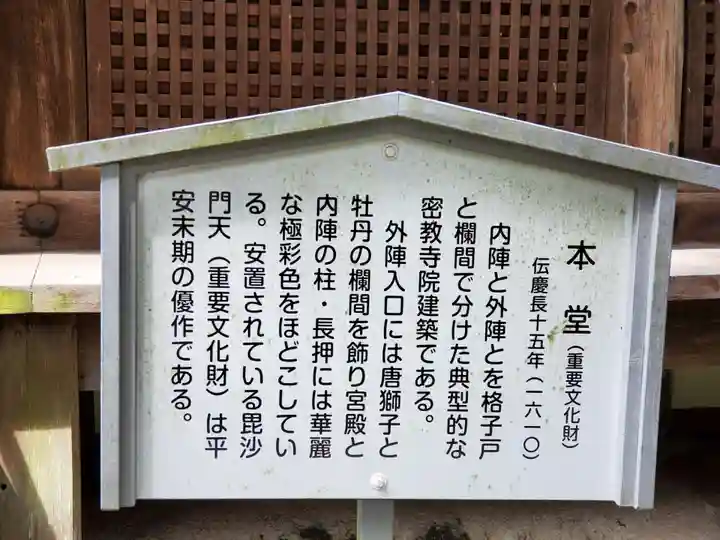 本堂(重要文化財)
伝慶長十五年(一六一〇)
内陣と外陣とを格子戸
と欄間で分けた典型的な
密教寺院建築である。
外陣入口には唐獅子と
牡丹の欄間を飾り宮殿と
内陣の柱・長押には華麗
な極彩色をほどこしてい
る。安置されている毘沙
門天(重要文化財)は平
安末期の優作である。